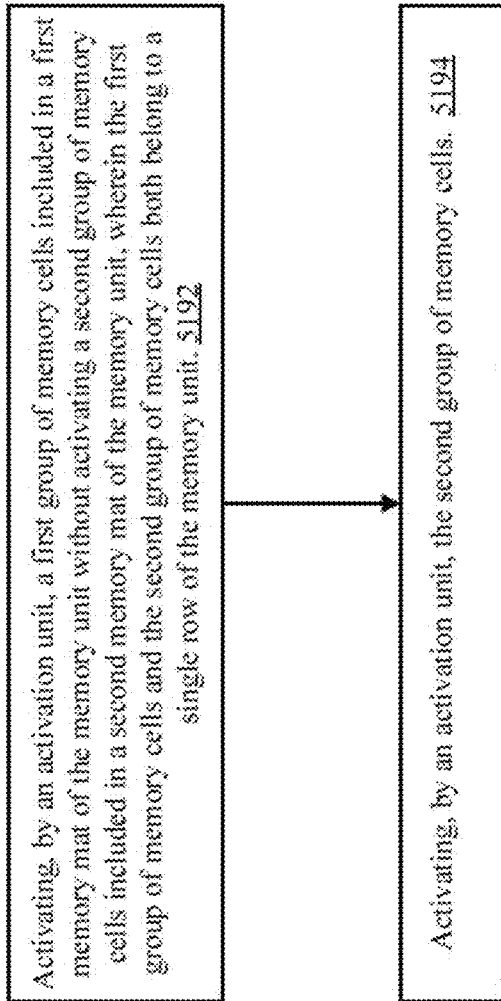 Activating, by an activation unit, a first group of memory cells included in a first
memory mat of the memory unit without activating a second group of memory
cells included in a second memory mat of the memory unit, wherein the first
group of memory cells and the second group of memory cells both belong to a
single row of the memory unit. 5192
Activating, by an activation unit, the second group of memory cells. 5194